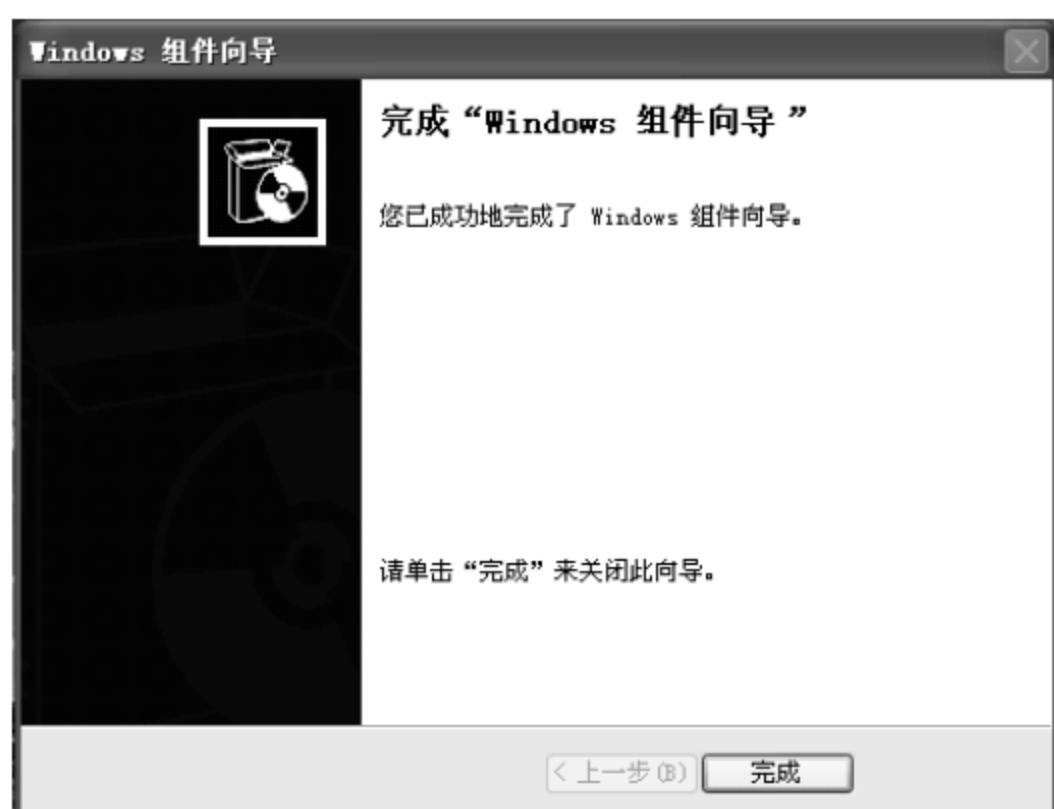 Windows 组件向导
完成“Windows 组件向导”
您已成功地完成了 Windows 组件向导。
请单击“完成”来关闭此向导。
< 上一步(B)
完成